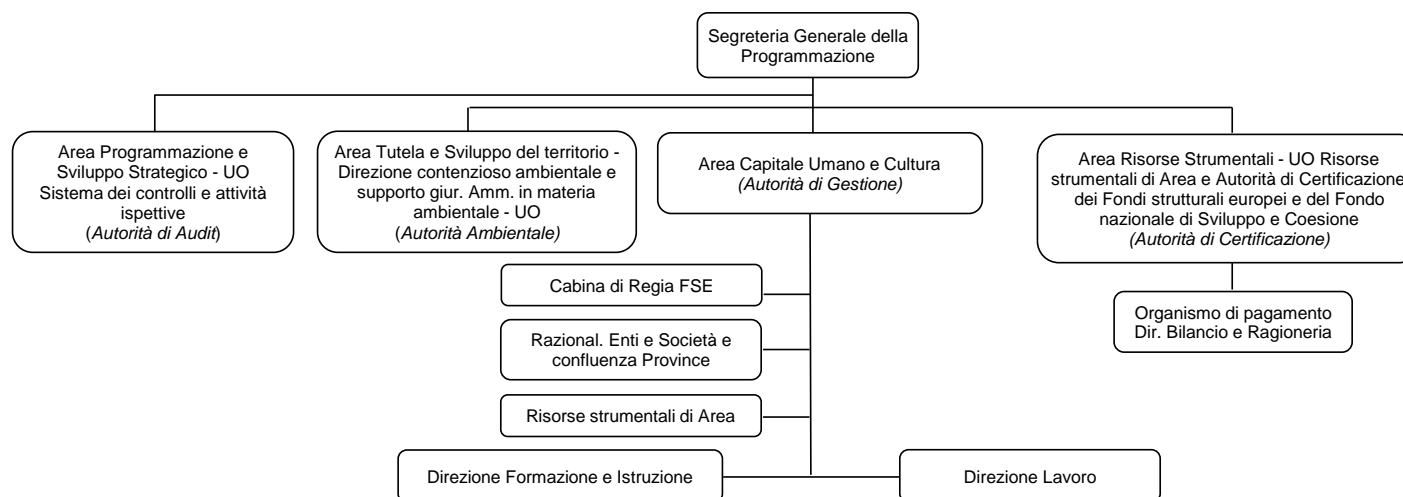 Segreteria Generale della
Programmazione
Area Programmazione e
Sviluppo Strategico - UO
Sistema dei controlli e attività
ispettive
(Autorità di Audit)
Area Tutela e Sviluppo del territorio -
Direzione contenzioso ambientale e
supporto giur. Amm. in materia
ambientale - UO
(Autorità Ambientale)
Area Capitale Umano e Cultura
(Autorità di Gestione)
Area Risorse Strumentali - UO Risorse
strumentali di Area e Autorità di Certificazione
dei Fondi strutturali europei e del Fondo
nazionale di Sviluppo e Coesione
(Autorità di Certificazione)
Cabina di Regia FSE
Organismo di pagamento
Dir. Bilancio e Ragioneria
Razional. Enti e Società e
confluenza Province
Risorse strumentali di Area
Direzione Formazione e Istruzione
Direzione Lavoro